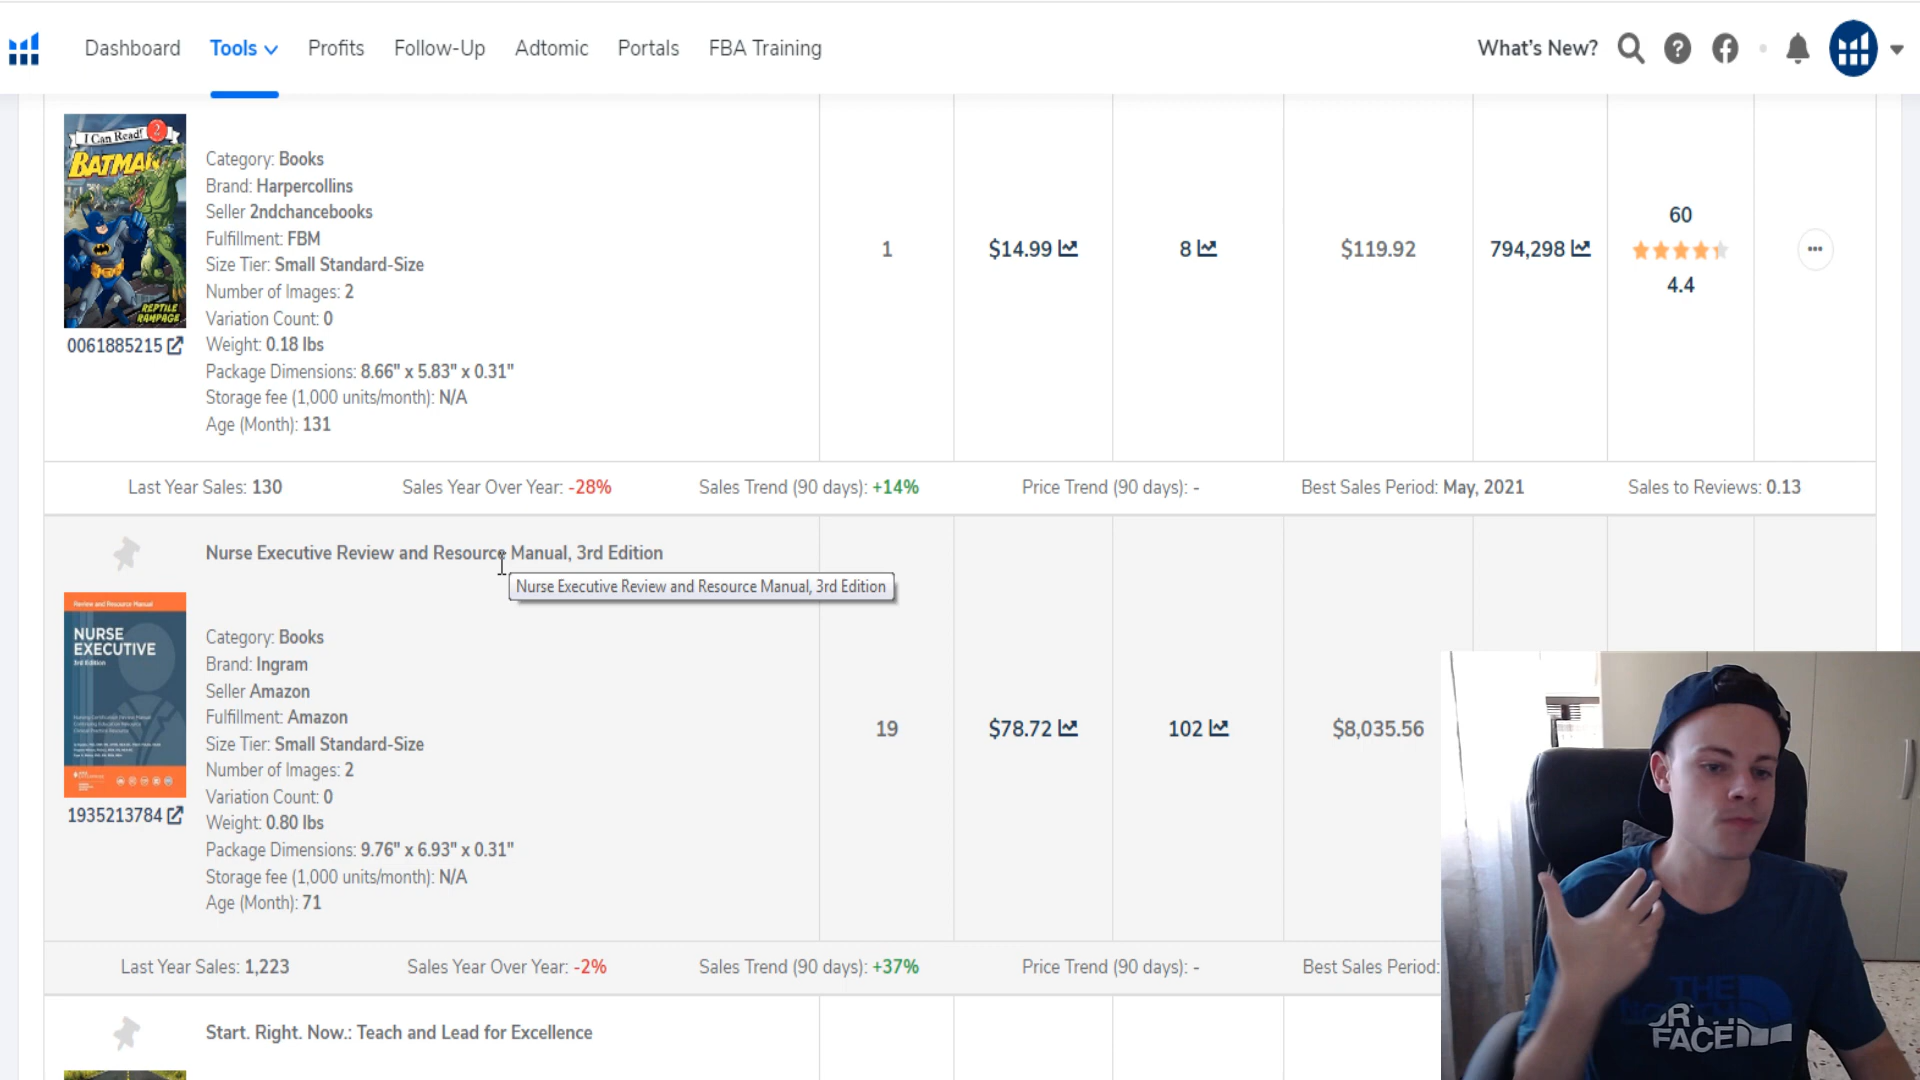 Dashboard Tools Profits Follow-Up Adtomic Portals FBA Training What's New?
I Can Read! 2
BATMAN
REPTILE
RAMPAGE
0061885215
Category: Books
Brand: Harpercollins
Seller 2ndchancebooks
Fulfillment: FBM
Size Tier: Small Standard-Size
Number of Images: 2
Variation Count: 0
Weight: 0.18 lbs
Package Dimensions: 8.66" x 5.83" x 0.31"
Storage fee (1,000 units/month): N/A
Age (Month): 131
1
$14.99
8
$119.92
794,298
60
4.4
Last Year Sales: 130 Sales Year Over Year: -28% Sales Trend (90 days): +14% Price Trend (90 days): - Best Sales Period: May, 2021 Sales to Reviews: 0.13
Nurse Executive Review and Resource Manual, 3rd Edition
Nurse Executive Review and Resource Manual, 3rd Edition
Review and Resource Manual
NURSE
EXECUTIVE
3rd Edition
1935213784
Category: Books
Brand: Ingram
Seller Amazon
Fulfillment: Amazon
Size Tier: Small Standard-Size
Number of Images: 2
Variation Count: 0
Weight: 0.80 lbs
Package Dimensions: 9.76" x 6.93" x 0.31"
Storage fee (1,000 units/month): N/A
Age (Month): 71
19
$78.72
102
$8,035.56
Last Year Sales: 1,223 Sales Year Over Year: -2% Sales Trend (90 days): +37% Price Trend (90 days): - Best Sales Period:
Start. Right. Now.: Teach and Lead for Excellence
THE
NORTH
FACE